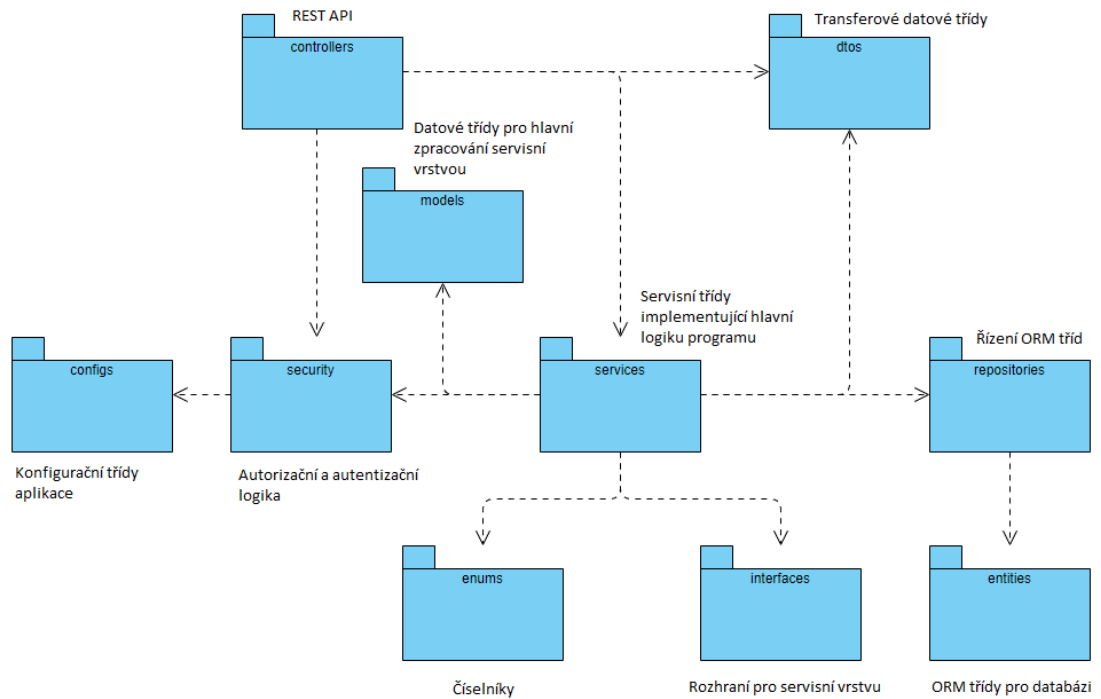 REST API
controllers
Transferové datové třídy
dtos
Datové třídy pro hlavní
zpracování servisní
vrstvou
models
Servisní třídy
implementující hlavní
logiku programu
services
configs
Konfigurační třídy
aplikace
security
Autorizační a autentizační
logika
Řízení ORM tříd
repositories
enums
Číselníky
interfaces
Rozhraní pro servisní vrstvu
entities
ORM třídy pro databázi